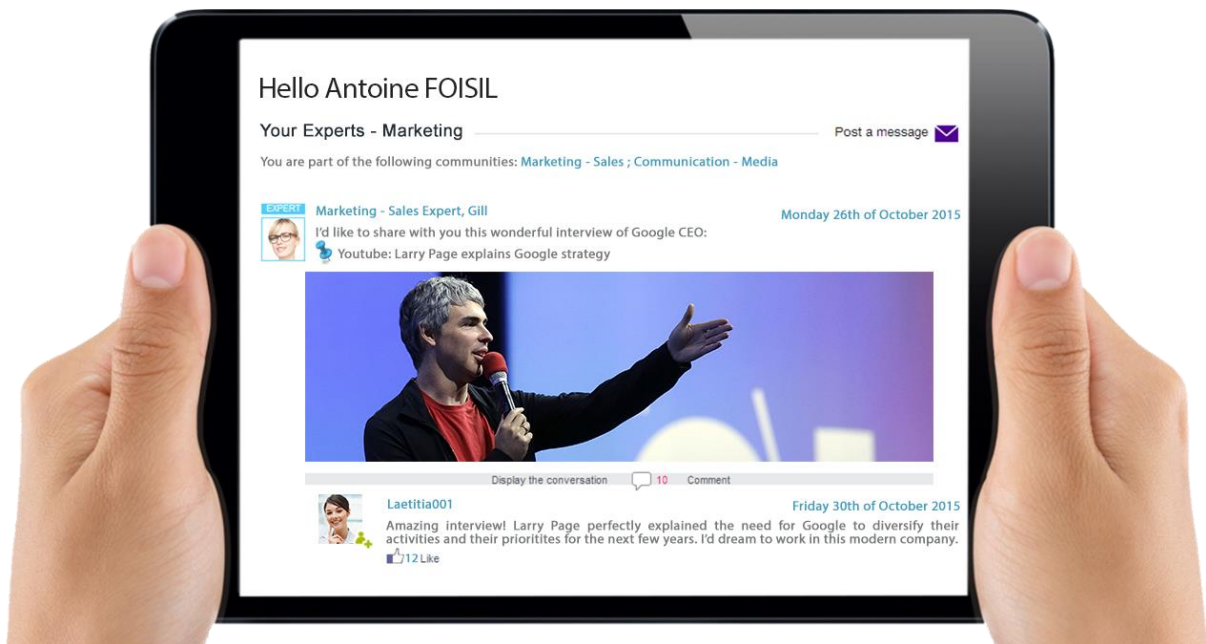 Hello Antoine FOISIL
Your Experts - Marketing
Post a message
You are part of the following communities: Marketing - Sales ; Communication - Media
EXPERT
Marketing - Sales Expert, Gill
Monday 26th of October 2015
I'd like to share with you this wonderful interview of Google CEO:
Youtube: Larry Page explains Google strategy
Display the conversation 10 Comment
Laetitia001
Friday 30th of October 2015
Amazing interview! Larry Page perfectly explained the need for Google to diversify their
activities and their prioritites for the next few years. I'd dream to work in this modern company.
12 Like